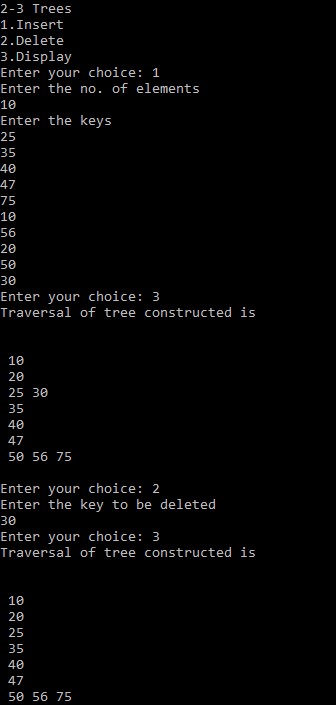 2-3 Trees
1.Insert
2.Delete
3.Display
Enter your choice: 1
Enter the no. of elements
10
Enter the keys
25
35
40
47
75
10
56
20
50
30
Enter your choice: 3
Traversal of tree constructed is
10
20
25 30
35
40
47
50 56 75
Enter your choice: 2
Enter the key to be deleted
30
Enter your choice: 3
Traversal of tree constructed is
10
20
25
35
40
47
50 56 75